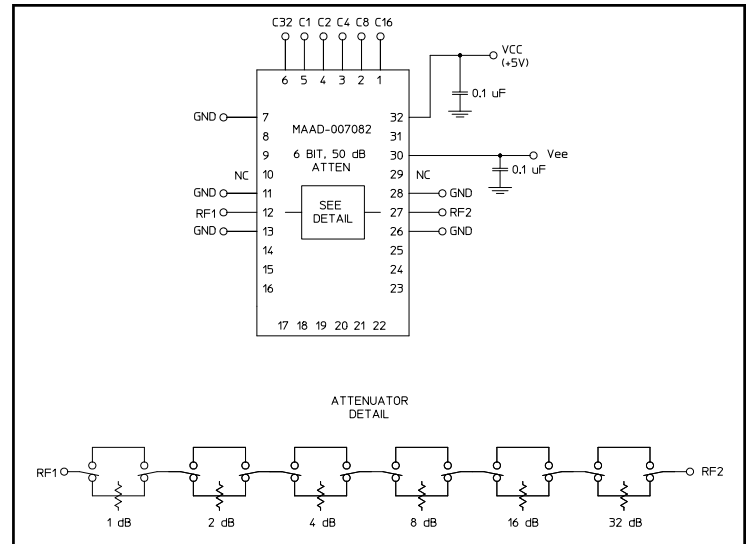 C32 C1 C2 C4 C8 C16
VCC
(+5V)
6 5 4 3 2 1
0.1 uF
GND 7 32
MAAD-007082
8 31
9 6 BIT, 50 dB 30 Vee
ATTEN
0.1 uF
NC 10 29 NC
GND 11 28 GND
SEE
RF1 12 27 RF2
DETAIL
GND 13 26 GND
14 25
15 24
16 23
17 18 19 20 21 22
ATTENUATOR
DETAIL
RF1 RF2
1 dB 2 dB 4 dB 8 dB 16 dB 32 dB